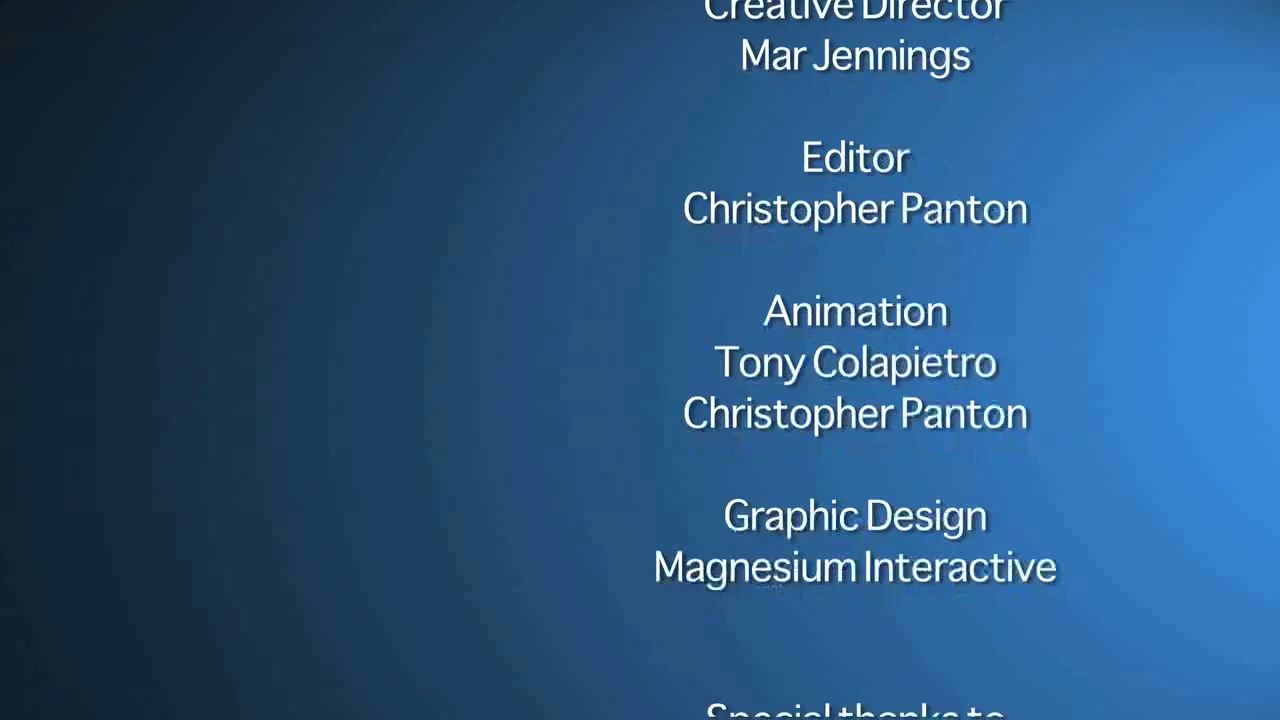 Creative Director
Mar Jennings
Editor
Christopher Panton
Animation
Tony Colapietro
Christopher Panton
Graphic Design
Magnesium Interactive
Special thanks to